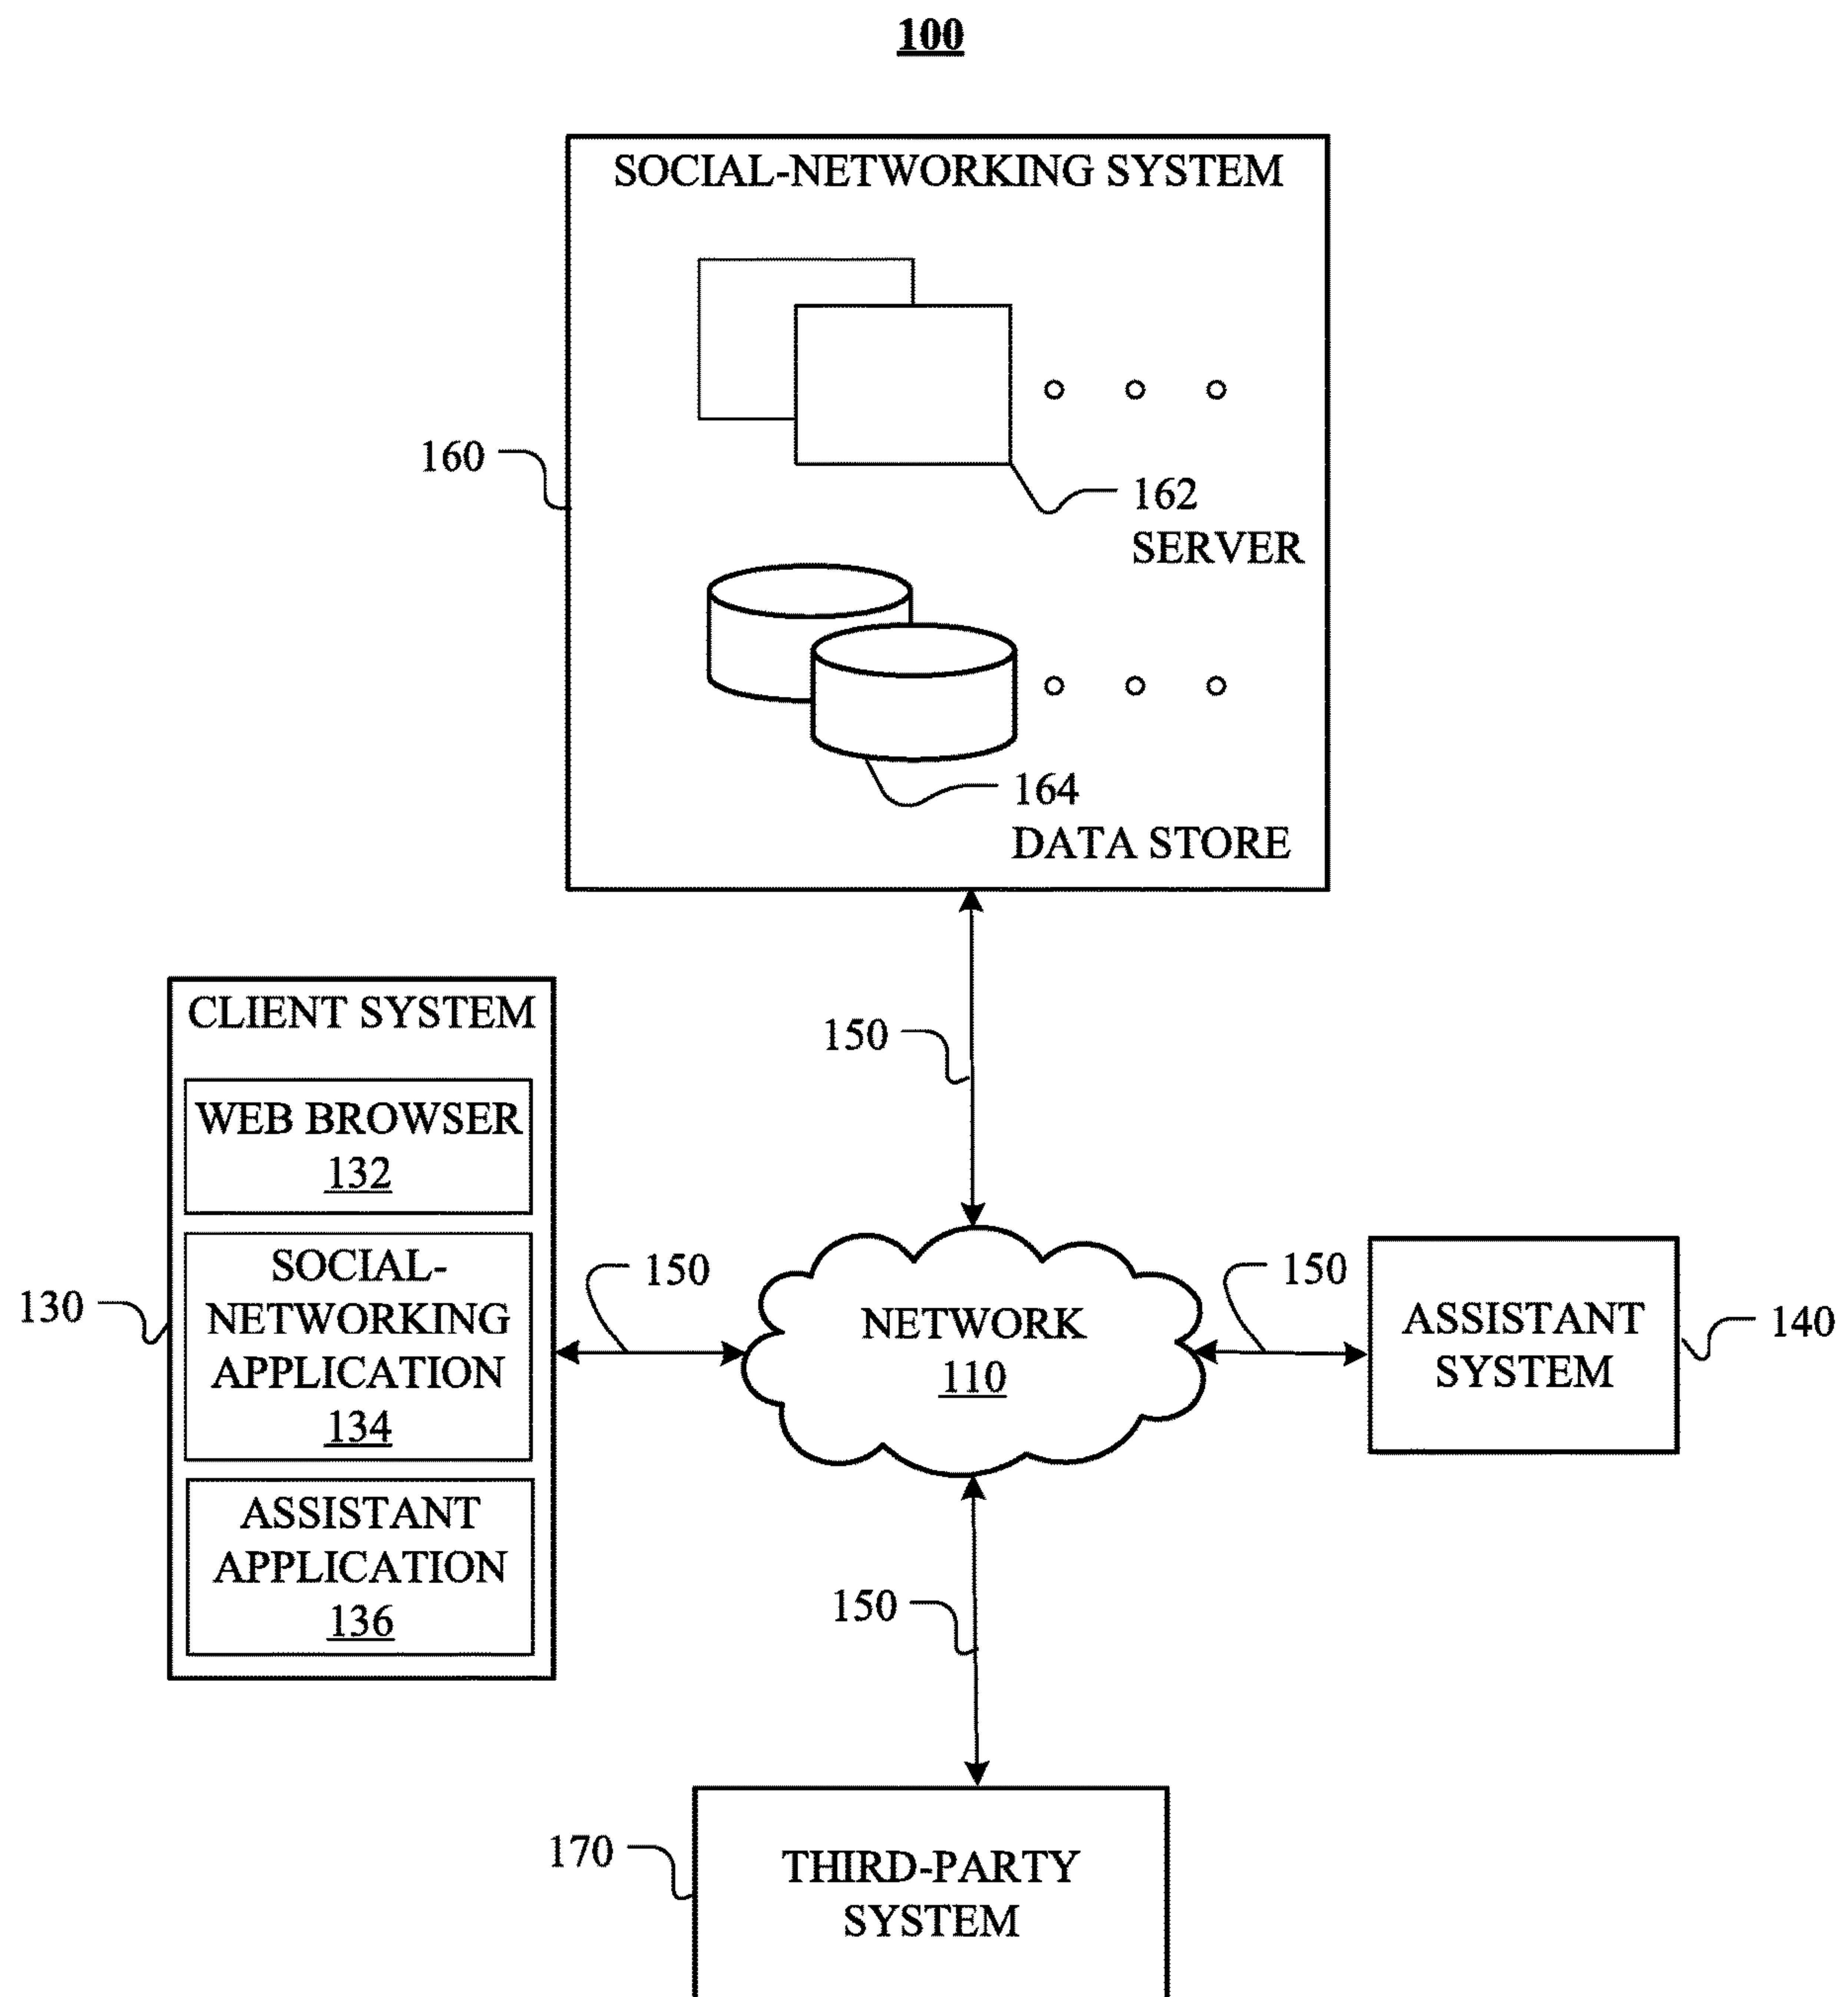 100
SOCIAL-NETWORKING SYSTEM
160
162
SERVER
164
DATA STORE
CLIENT SYSTEM
WEB BROWSER
132
SOCIAL-
NETWORKING
APPLICATION
134
ASSISTANT
APPLICATION
136
130
150
150
NETWORK
110
150
ASSISTANT
SYSTEM
140
150
170
THIRD-PARTY
SYSTEM